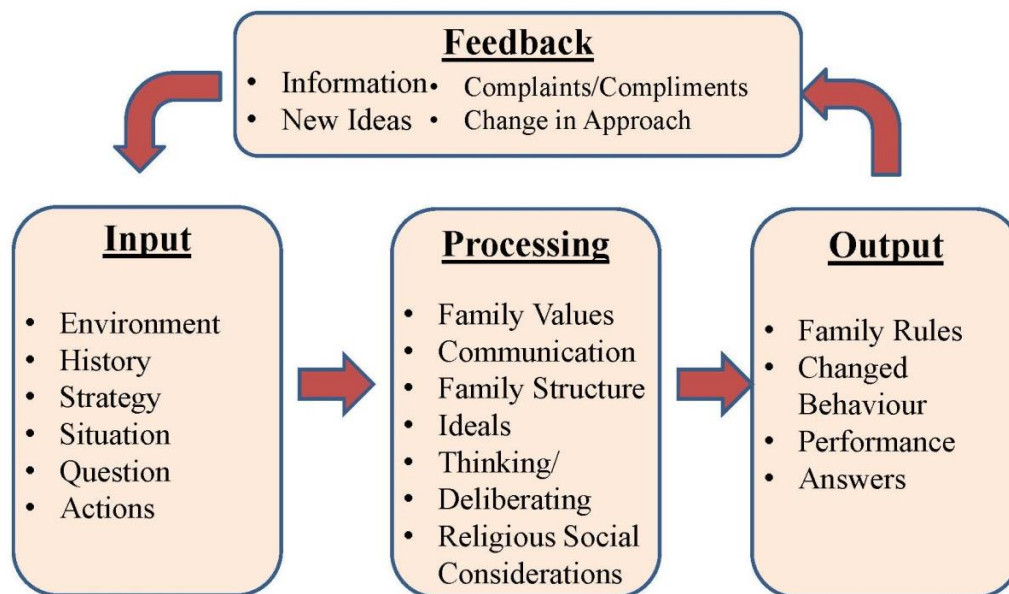 Feedback
• Information • Complaints/Compliments
• New Ideas • Change in Approach
Input
• Environment
• History
• Strategy
• Situation
• Question
• Actions
Processing
• Family Values
• Communication
• Family Structure
• Ideals
• Thinking/
• Deliberating
• Religious Social
Considerations
Output
• Family Rules
• Changed
Behaviour
• Performance
• Answers